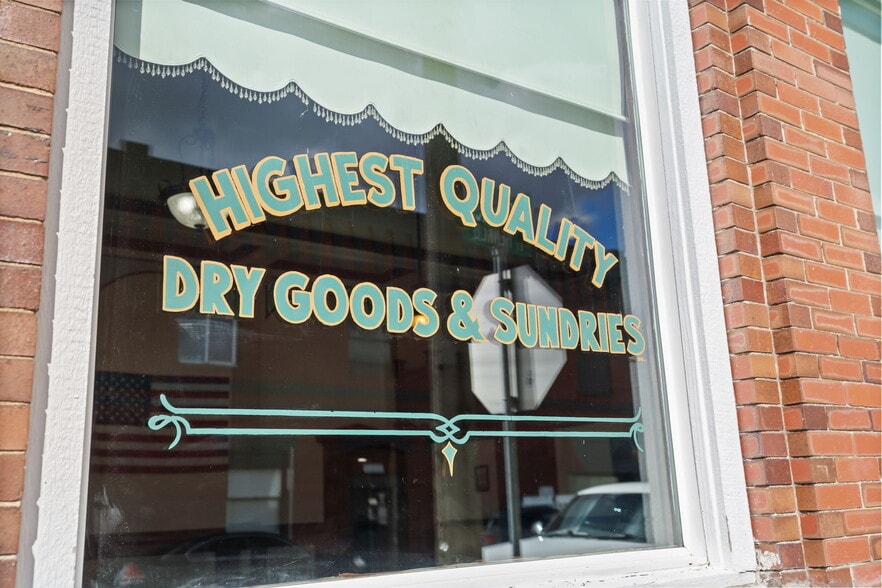 HIGHEST QUALITY
DRY GOODS & SUNDRIES